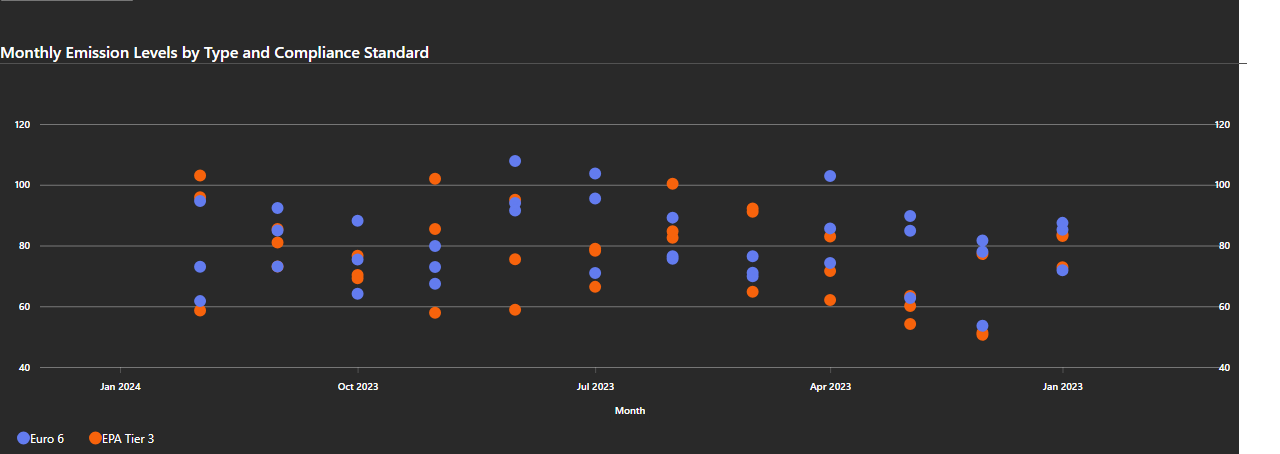 Monthly Emission Levels by Type and Compliance Standard
120 120
100 100
80 80
60 60
40 40
Jan 2024 Oct 2023 Jul 2023 Apr 2023 Jan 2023
Month
Euro 6 EPA Tier 3